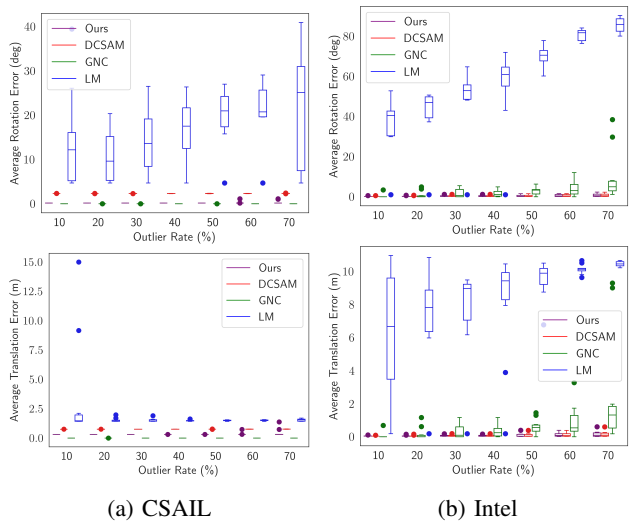 Ours
DCSAM
GNC
LM
Average Rotation Error (deg)
40
30
20
10
0
10 20 30 40 50 60 70
Outlier Rate (%)
Ours
DCSAM
GNC
LM
Average Rotation Error (deg)
80
60
40
20
0
10 20 30 40 50 60 70
Outlier Rate (%)
Ours
DCSAM
GNC
LM
Average Translation Error (m)
15.0
12.5
10.0
7.5
5.0
2.5
0.0
10 20 30 40 50 60 70
Outlier Rate (%)
Ours
DCSAM
GNC
LM
Average Translation Error (m)
10
8
6
4
2
0
10 20 30 40 50 60 70
Outlier Rate (%)
(a) CSAIL
(b) Intel